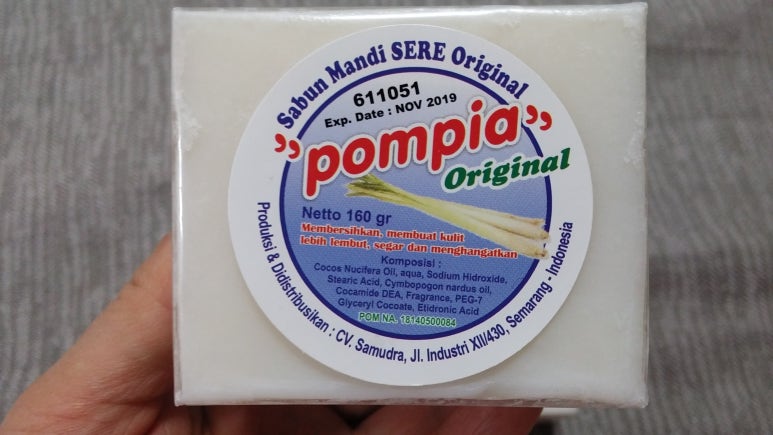 Sabun Mandi SERE Original
611051
Exp. Date : NOV 2019
"pompia"
Original
Netto 160 gr
Membersihkan, membuat kulit
lebih lembut, segar dan menghangatkan
Komposisi :
Cocos Nucifera Oil, aqua, Sodium Hidroxide,
Stearic Acid, Cymbopogon nardus oil,
Cocamide DEA, Fragrance, PEG-7
Glyceryl Cocoate, Etidronic Acid
POM NA. 18140500084
Produksi & Didistribusikan : CV. Samudra, Jl. Industri XII/430, Semarang - Indonesia